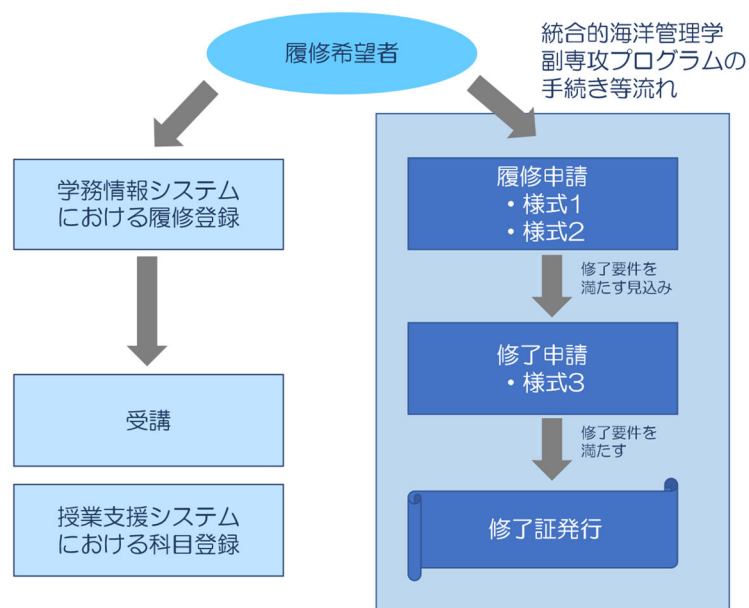 履修希望者
統合的海洋管理学
副専攻プログラムの
手続き等流れ
学務情報システム
における履修登録
受講
授業支援システム
における科目登録
履修申請
・様式1
・様式2
修了要件を
満たす見込み
修了申請
・様式3
修了要件を
満たす
修了証発行